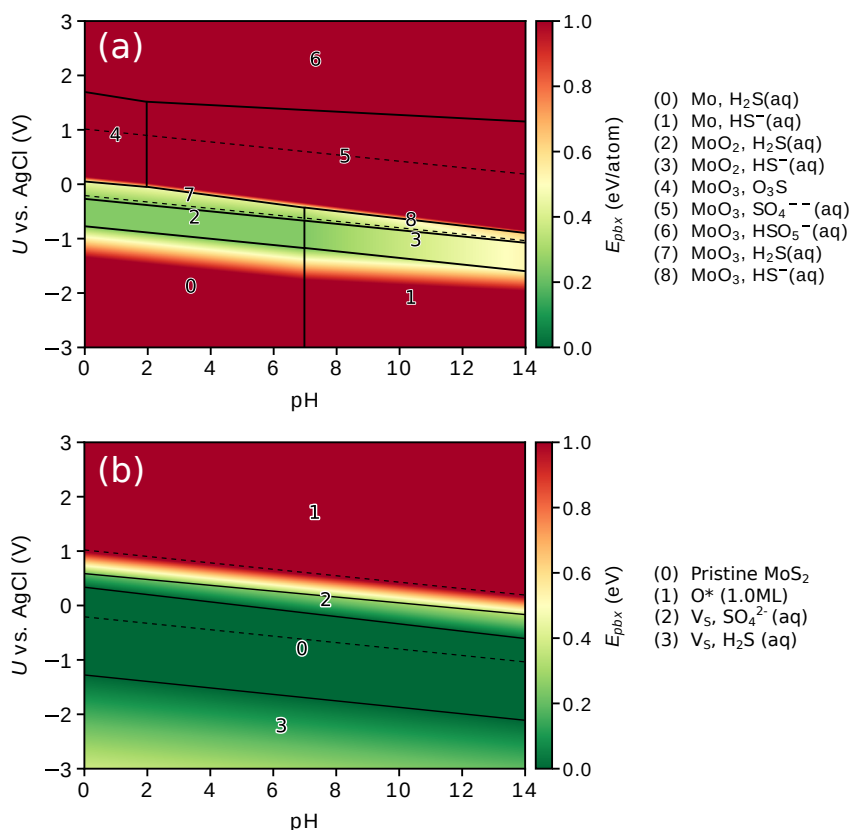 (a)
3
2
1
0
−1
−2
−3
U vs. AgCl (V)
0 2 4 6 8 10 12 14
pH
6
4
5
7
2
8
3
0
1
1.0
0.8
0.6
0.4
0.2
0.0
E_pbx (eV/atom)
(0) Mo, H₂S(aq)
(1) Mo, HS⁻(aq)
(2) MoO₂, H₂S(aq)
(3) MoO₂, HS⁻(aq)
(4) MoO₃, O₃S
(5) MoO₃, SO₄⁻⁻(aq)
(6) MoO₃, HSO₅⁻(aq)
(7) MoO₃, H₂S(aq)
(8) MoO₃, HS⁻(aq)
(b)
3
2
1
0
−1
−2
−3
U vs. AgCl (V)
0 2 4 6 8 10 12 14
pH
1
2
0
3
1.0
0.8
0.6
0.4
0.2
0.0
E_pbx (eV)
(0) Pristine MoS₂
(1) O* (1.0ML)
(2) V_S, SO₄²⁻ (aq)
(3) V_S, H₂S (aq)